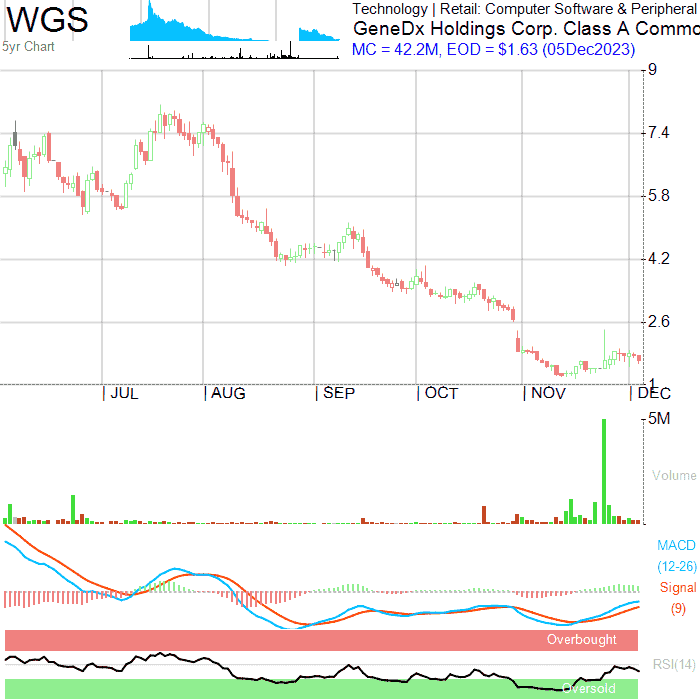 WGS
5yr Chart
Technology | Retail: Computer Software & Peripheral
GeneDx Holdings Corp. Class A Commo
MC = 42.2M, EOD = $1.63 (05Dec2023)
9
7.4
5.8
4.2
2.6
1
JUL AUG SEP OCT NOV DEC
5M
Volume
MACD
(12-26)
Signal
(9)
Overbought
RSI(14)
Oversold